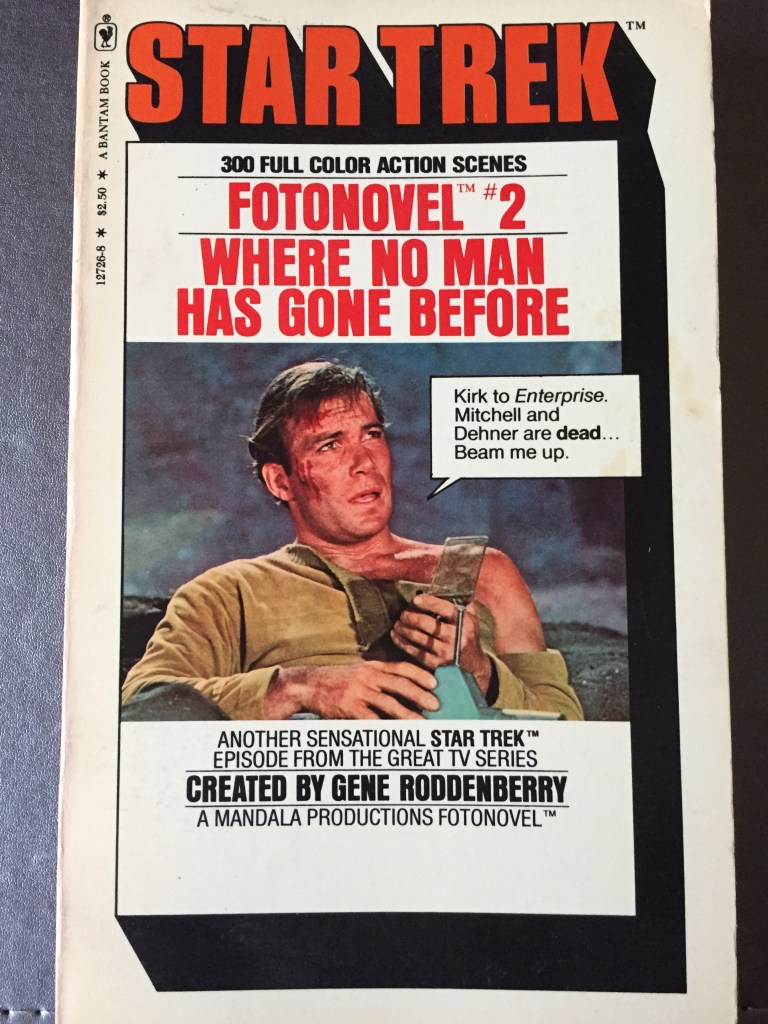 STAR TREK™
12726-8 * $2.50 * A BANTAM BOOK
300 FULL COLOR ACTION SCENES
FOTONOVEL™ #2
WHERE NO MAN
HAS GONE BEFORE
Kirk to Enterprise.
Mitchell and
Dehner are dead...
Beam me up.
ANOTHER SENSATIONAL STAR TREK™
EPISODE FROM THE GREAT TV SERIES
CREATED BY GENE RODDENBERRY
A MANDALA PRODUCTIONS FOTONOVEL™